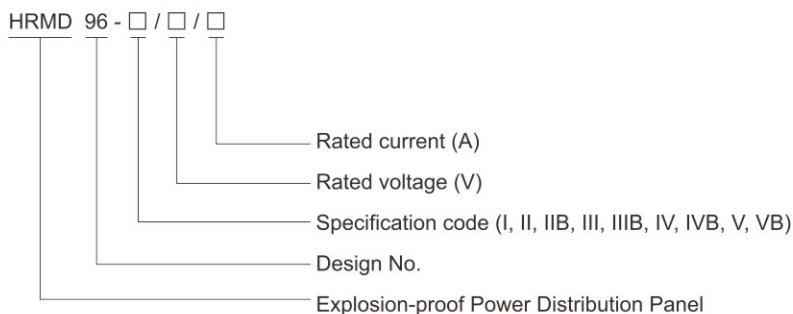 HRMD 96 - □ / □ / □
Rated current (A)
Rated voltage (V)
Specification code (I, II, IIB, III, IIIB, IV, IVB, V, VB)
Design No.
Explosion-proof Power Distribution Panel